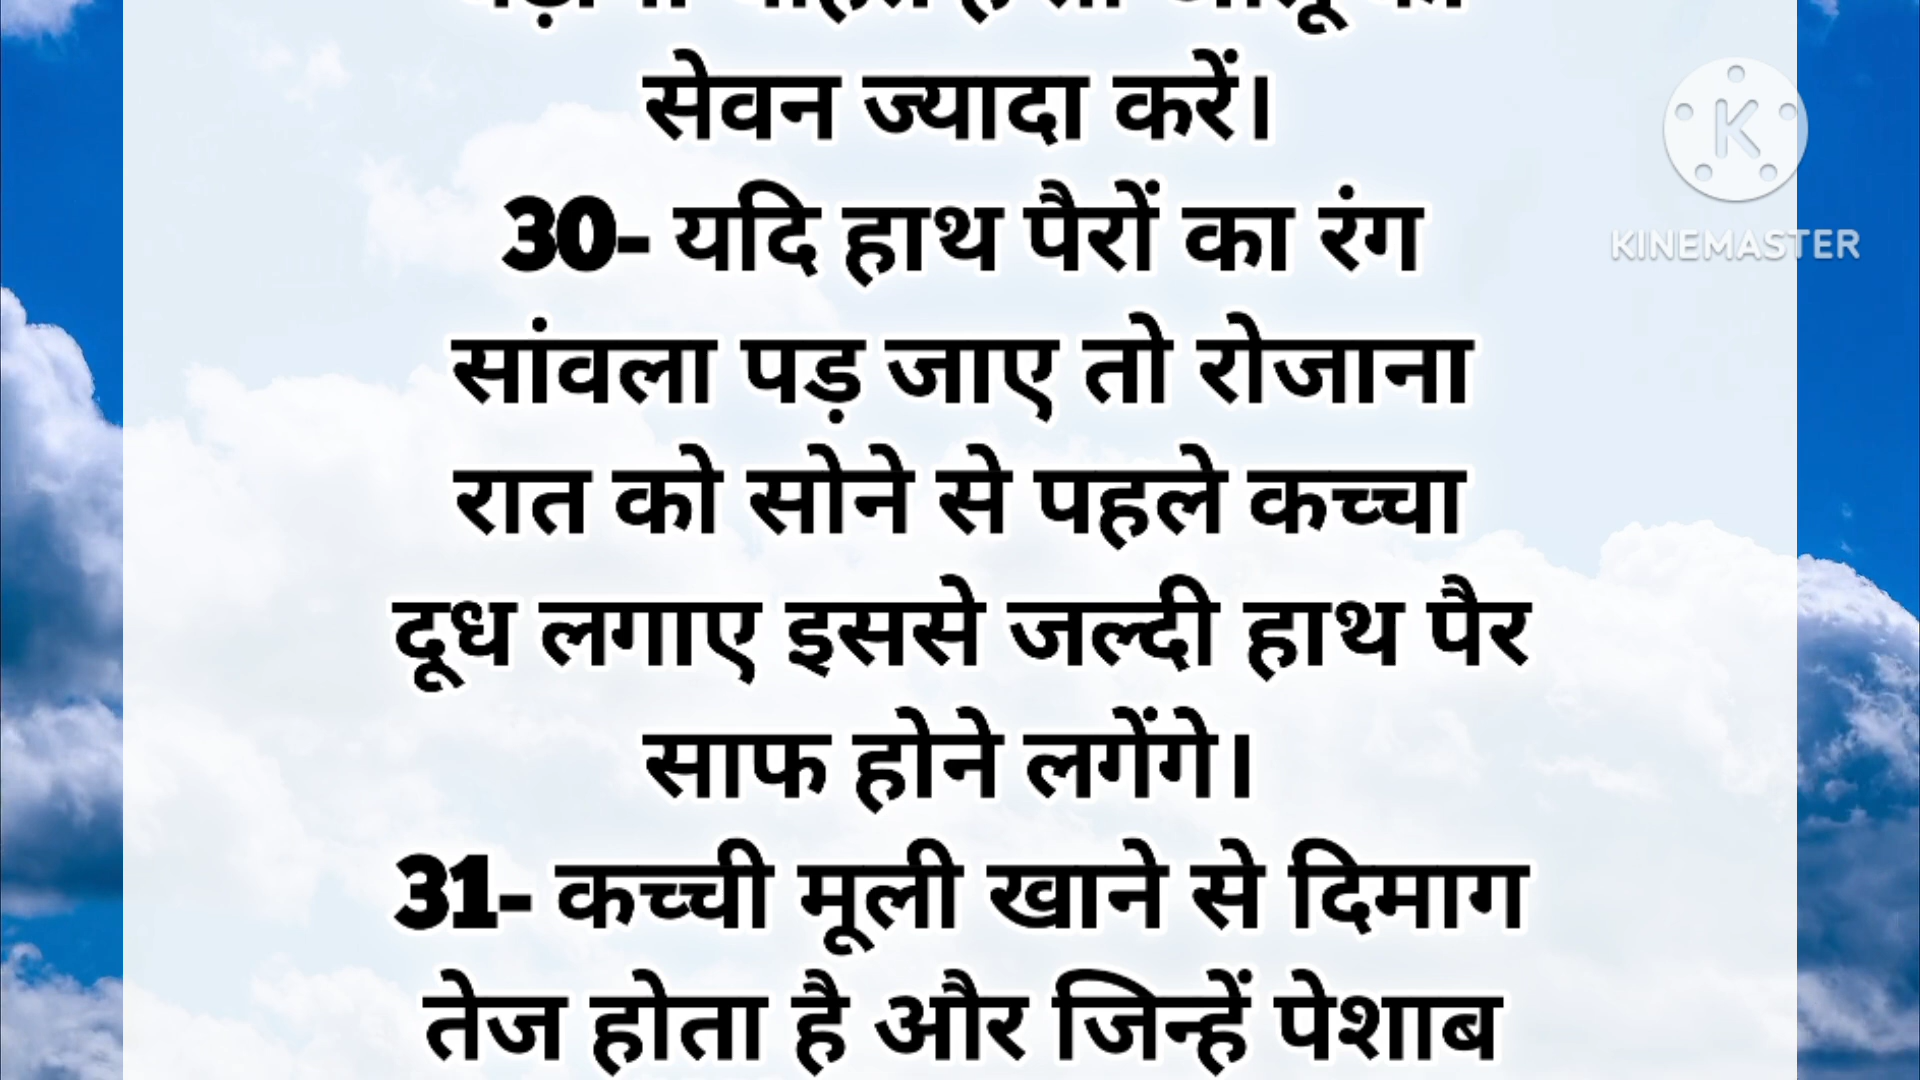 सेवन ज्यादा करें।
30- यदि हाथ पैरों का रंग
सांवला पड़ जाए तो रोजाना
रात को सोने से पहले कच्चा
दूध लगाए इससे जल्दी हाथ पैर
साफ होने लगेंगे।
31- कच्ची मूली खाने से दिमाग
तेज होता है और जिन्हें पेशाब
K
KINEMASTER